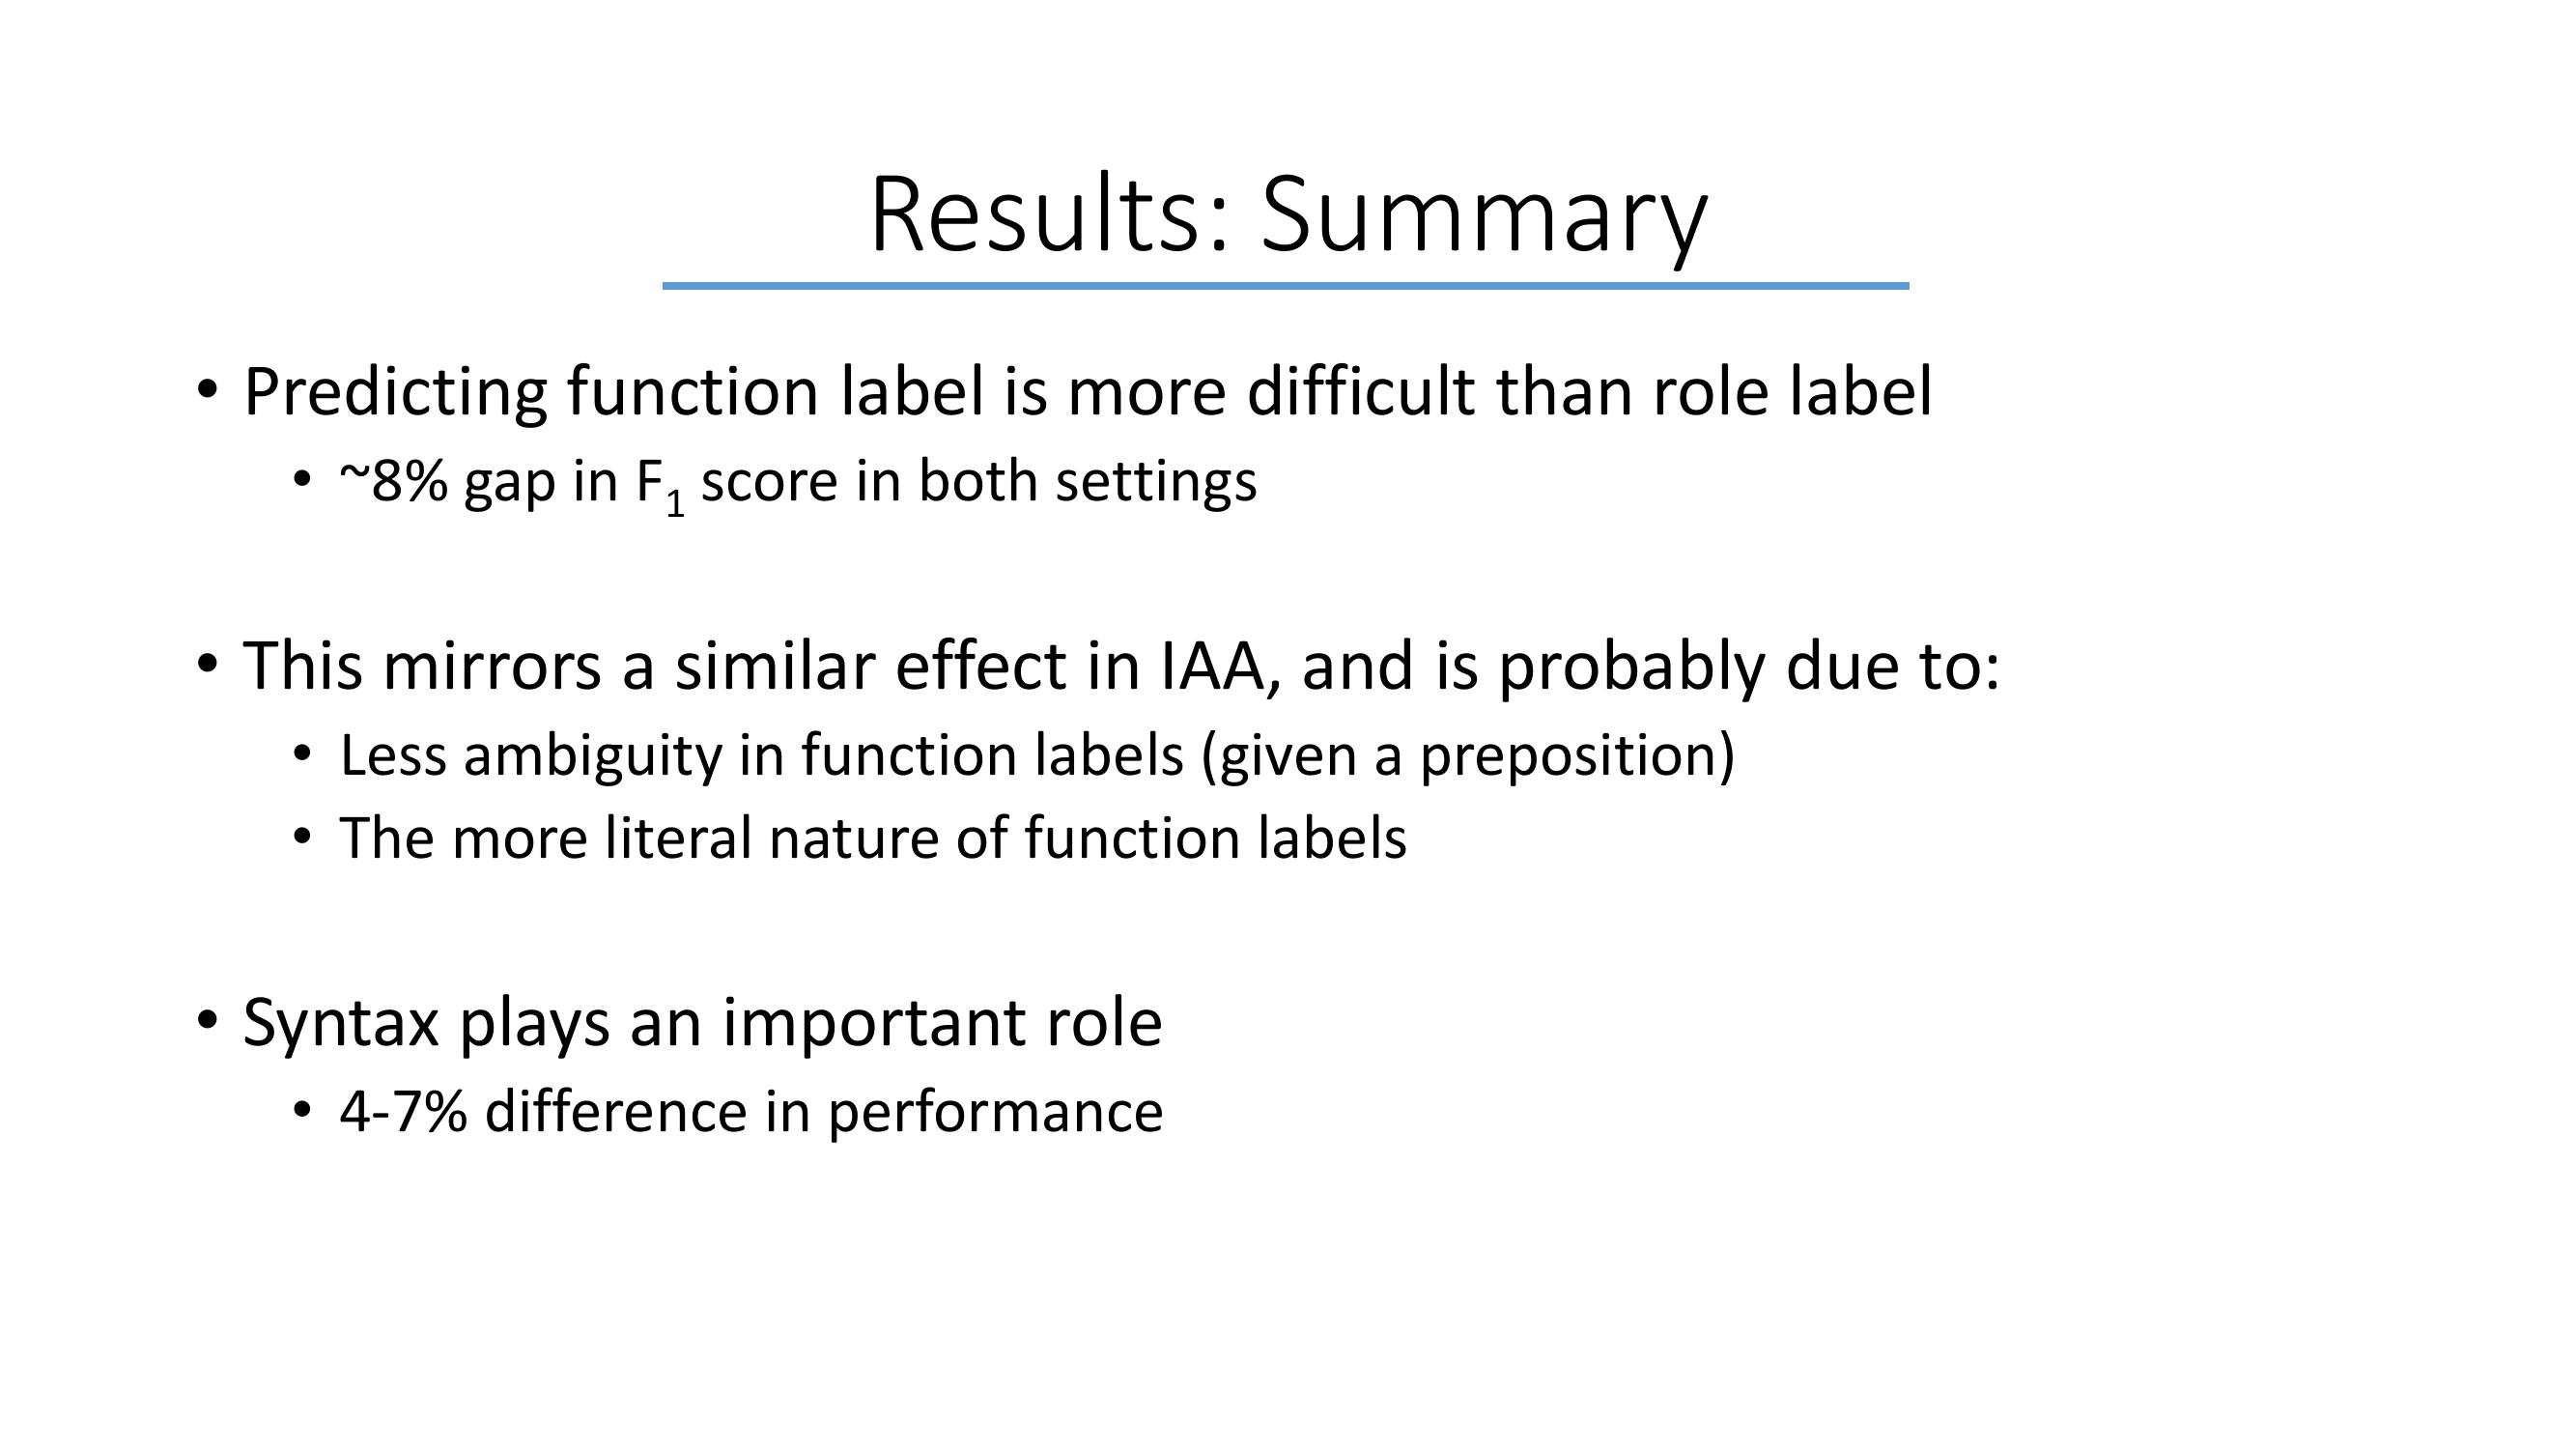 Results: Summary
• Predicting function label is more difficult than role label
• ~8% gap in F1 score in both settings
• This mirrors a similar effect in IAA, and is probably due to:
• Less ambiguity in function labels (given a preposition)
• The more literal nature of function labels
• Syntax plays an important role
• 4-7% difference in performance